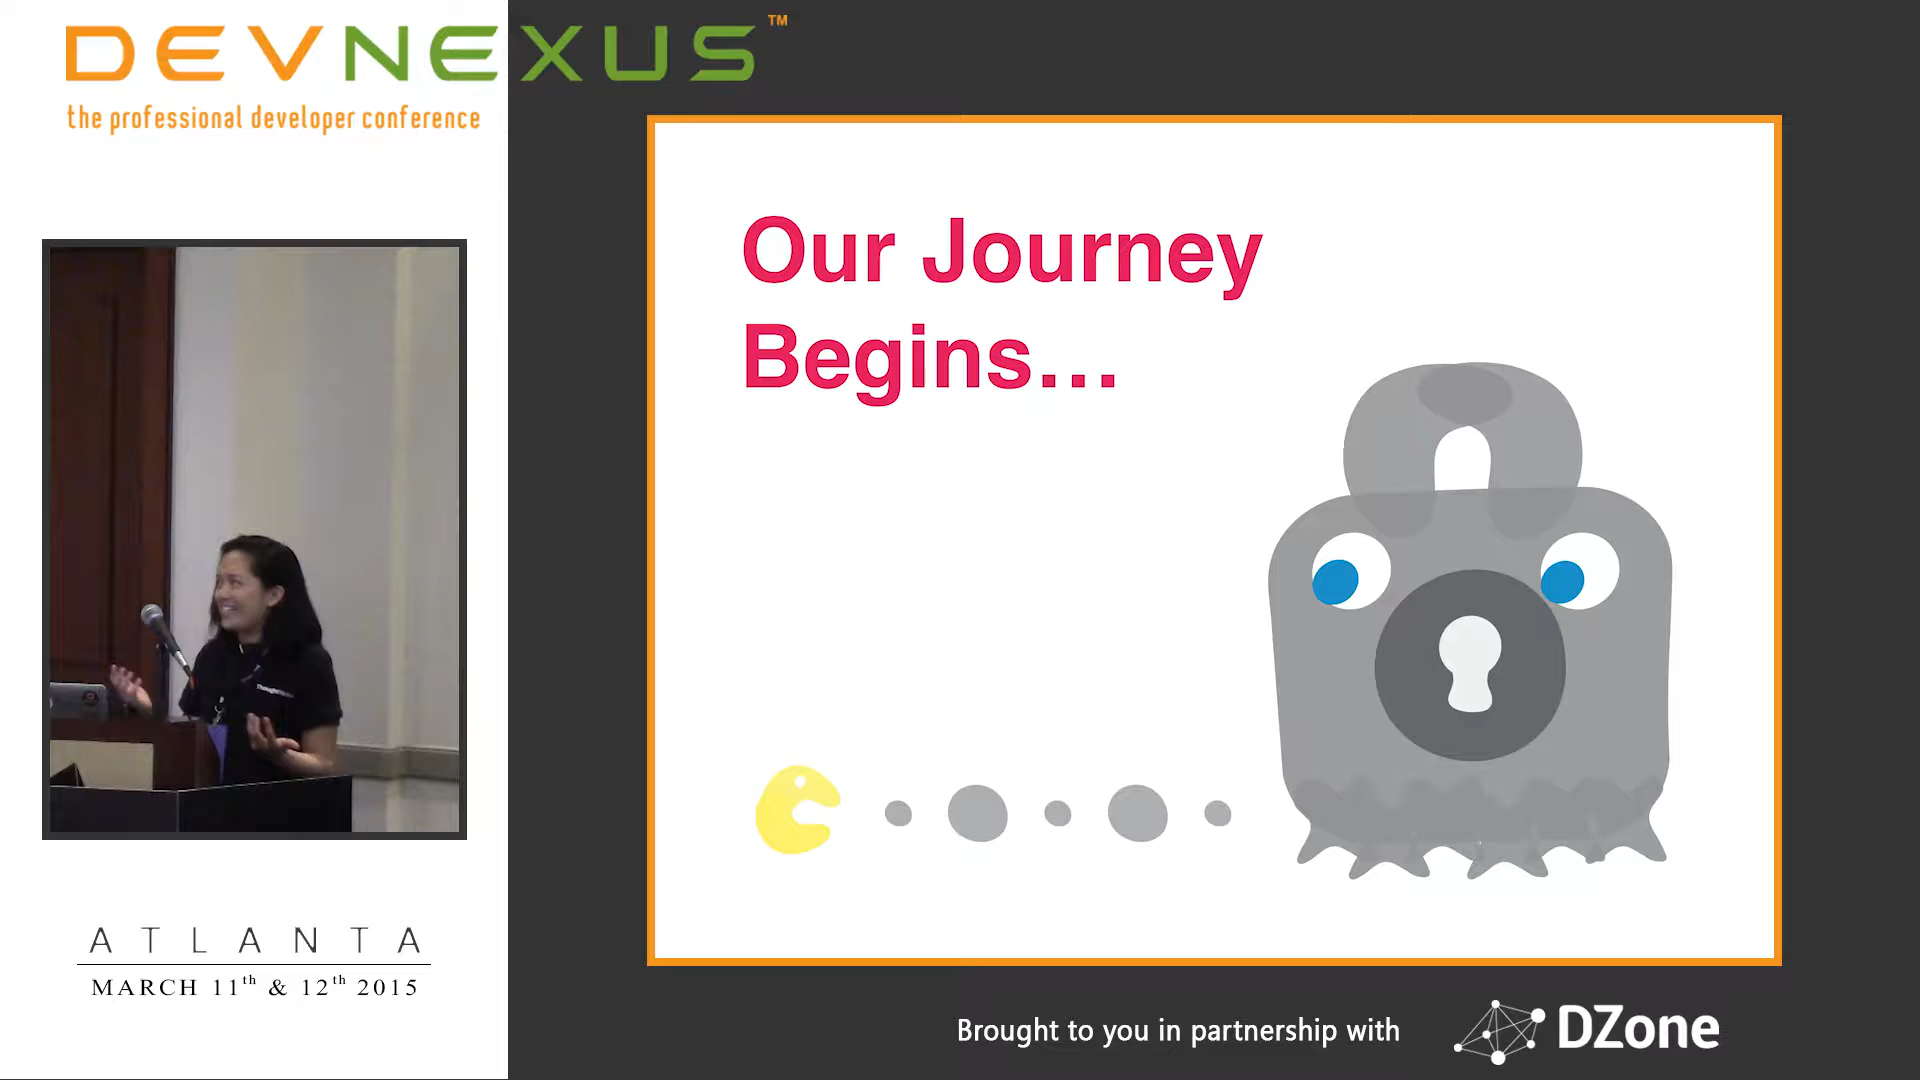 DEVNEXUS™
the professional developer conference
Our Journey
Begins...
ATLANTA
MARCH 11th & 12th 2015
Brought to you in partnership with
DZone